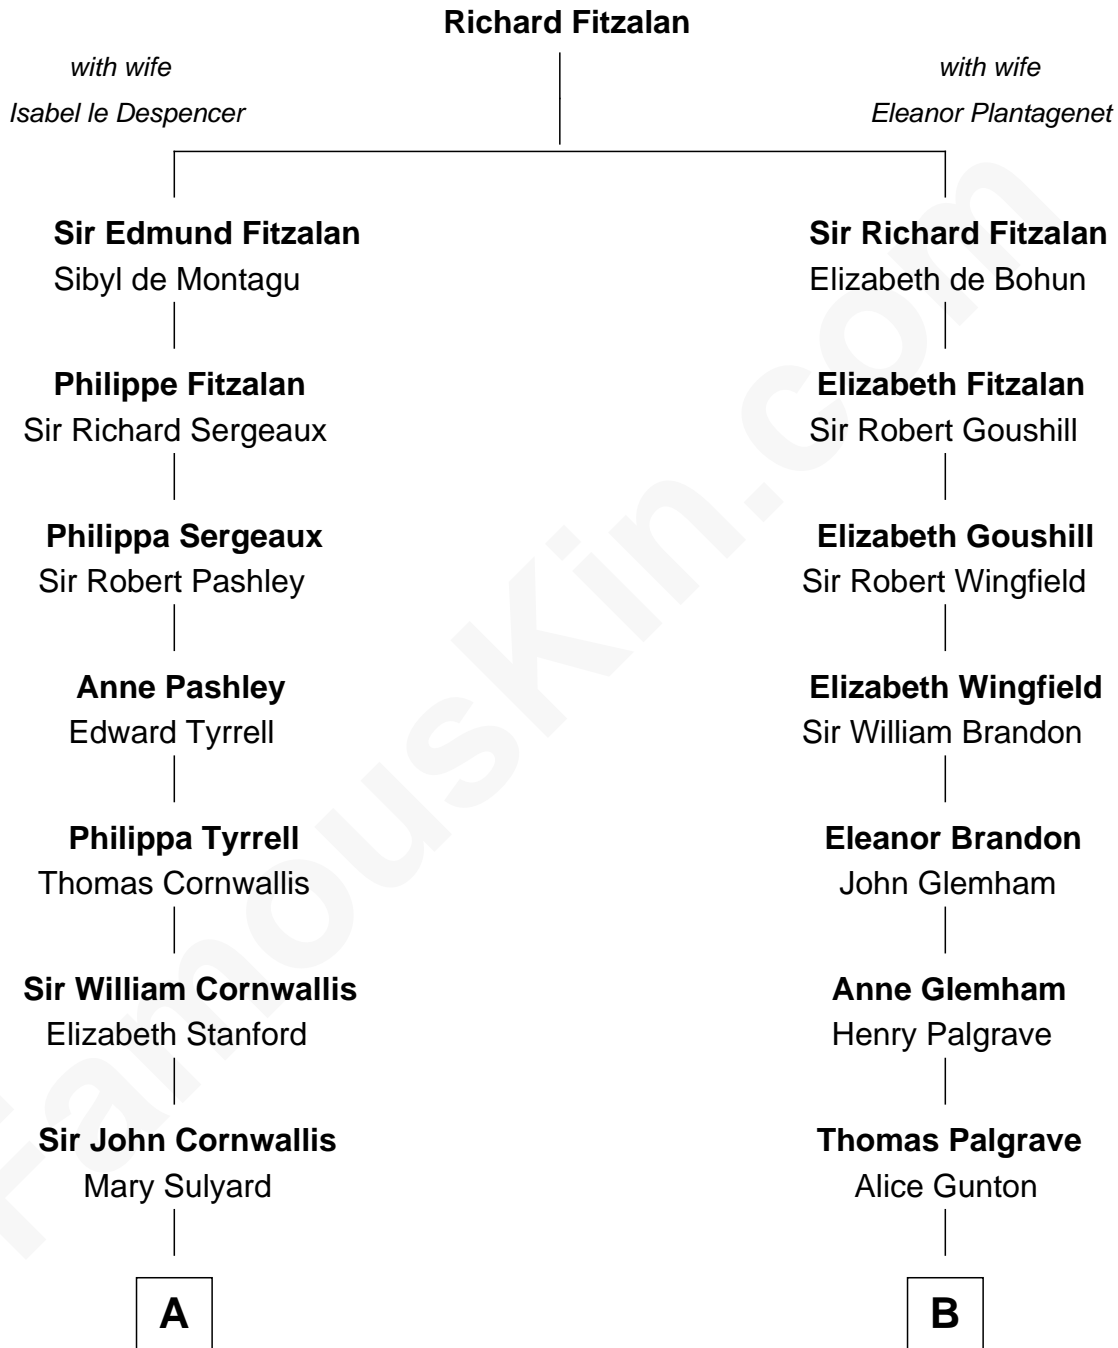 Richard Fitzalan
with wife
Isabel le Despencer
with wife
Eleanor Plantagenet
Sir Edmund Fitzalan
Sibyl de Montagu
Philippe Fitzalan
Sir Richard Sergeaux
Philippa Sergeaux
Sir Robert Pashley
Anne Pashley
Edward Tyrrell
Philippa Tyrrell
Thomas Cornwallis
Sir William Cornwallis
Elizabeth Stanford
Sir John Cornwallis
Mary Sulyard
A
Sir Richard Fitzalan
Elizabeth de Bohun
Elizabeth Fitzalan
Sir Robert Goushill
Elizabeth Goushill
Sir Robert Wingfield
Elizabeth Wingfield
Sir William Brandon
Eleanor Brandon
John Glemham
Anne Glemham
Henry Palgrave
Thomas Palgrave
Alice Gunton
B
FamousKin.com